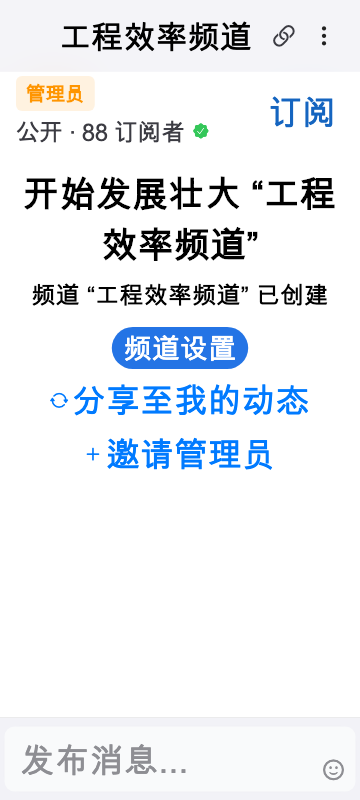 工程效率频道
管理员
公开 · 88 订阅者
订阅
开始发展壮大 “工程
效率频道”
频道 “工程效率频道” 已创建
频道设置
分享至我的动态
+ 邀请管理员
发布消息...